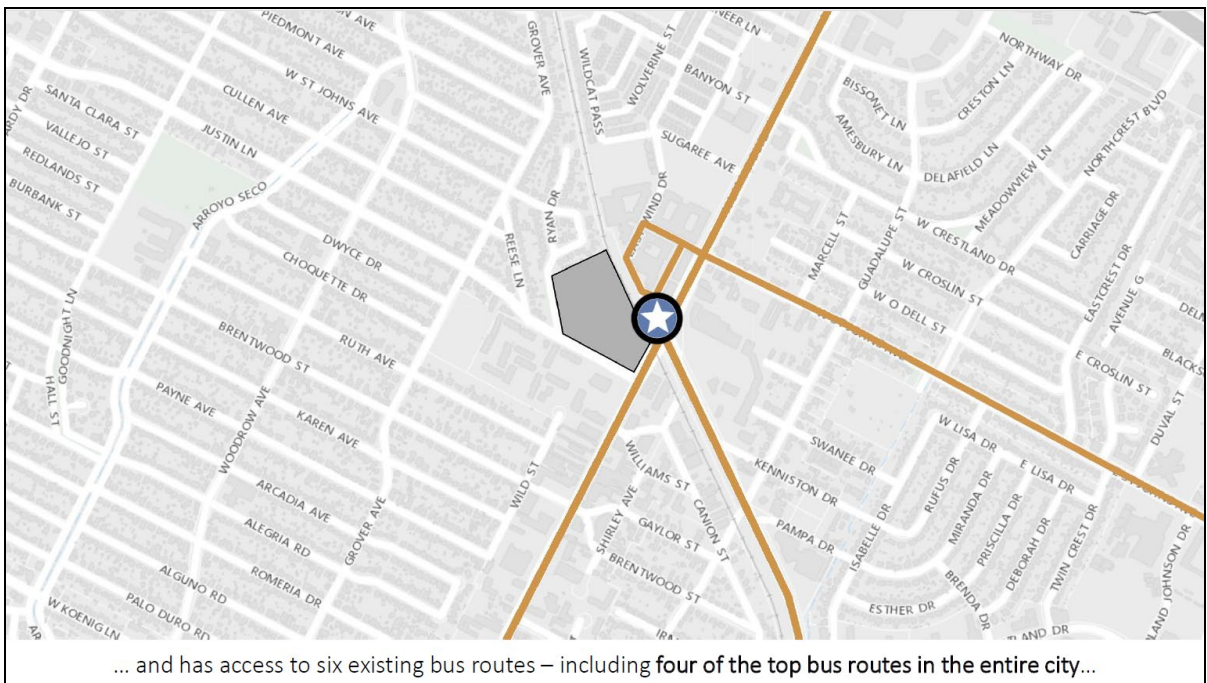 PIEDMONT AVE
W ST JOHNS AVE
CULLEN AVE
JUSTIN LN
SANTA CLARA ST
VALLEJO ST
REDLANDS ST
BURBANK ST
ARROYO SECO
GROVER AVE
WILDCAT PASS
WOLVERINE ST
BANYON ST
SUGAREE AVE
RYAN DR
REESE LN
DWYCE DR
CHOQUETTE DR
RUTH AVE
BRENTWOOD ST
KAREN AVE
PAYNE AVE
GOODNIGHT LN
HALL ST
WOODROW AVE
ARCADIA AVE
ALEGRIA RD
ROMERIA DR
GROVER AVE
ALGUNO RD
PALO DURO RD
W KOENIG LN
WILD ST
WILLIAMS ST
SHIRLEY AVE
GAYLOR ST
BRENTWOOD ST
CANION ST
NORTHWAY DR
CRESTON LN
BISSONET LN
AMESBURY LN
DELAFIELD LN
MEADOWVIEW LN
NORTHCREST BLVD
CARRIAGE DR
EASTCREST DR
AVENUE G
MARCELL ST
GUADALUPE ST
W CRESTLAND DR
W CROSLIN ST
W O DELL ST
E CROSLIN ST
DUVAL ST
W LISA DR
E LISA DR
SWANEE DR
KENNISTON DR
PAMPA DR
ISABELLE DR
RUFUS DR
MIRANDA DR
PRISCILLA DR
DEBORAH DR
BRENDA DR
TWIN CREST DR
ESTHER DR
... and has access to six existing bus routes – including four of the top bus routes in the entire city...